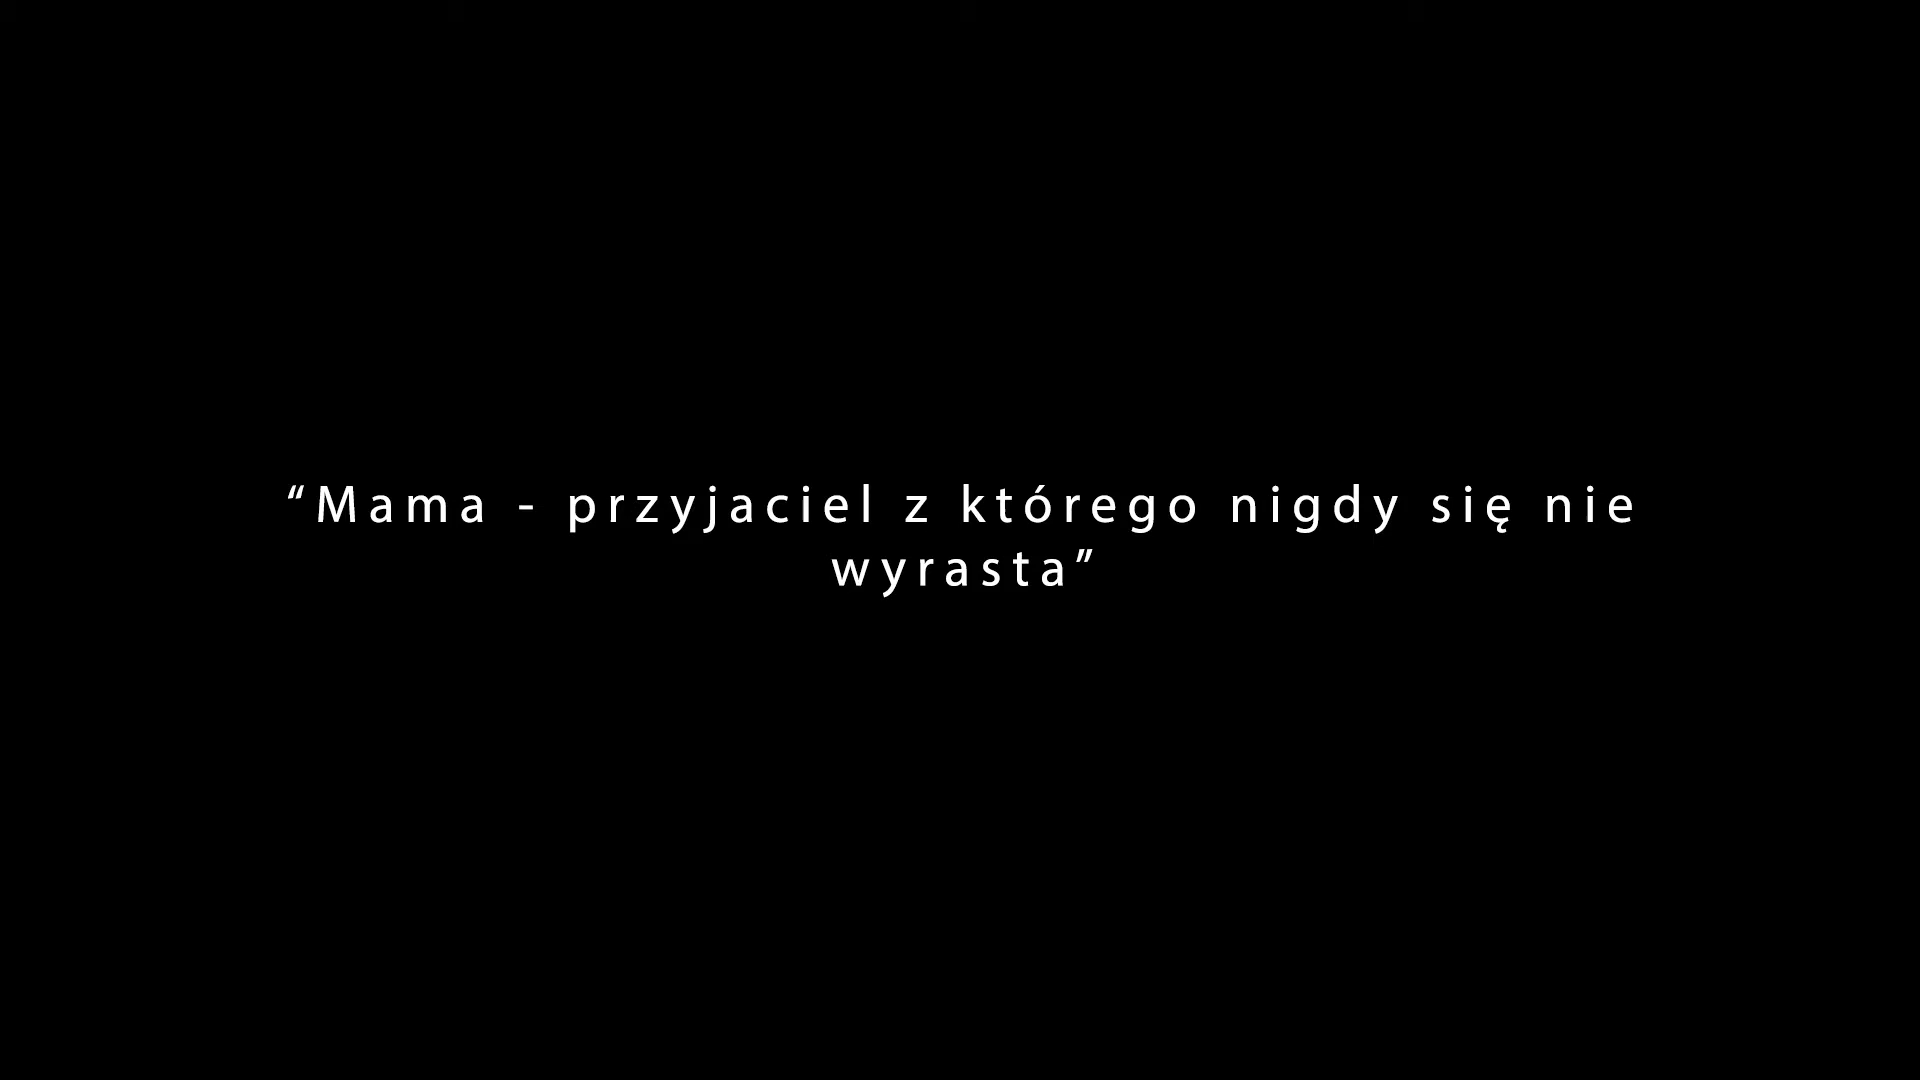 “Mama - przyjaciel z którego nigdy się nie
wyrasta”